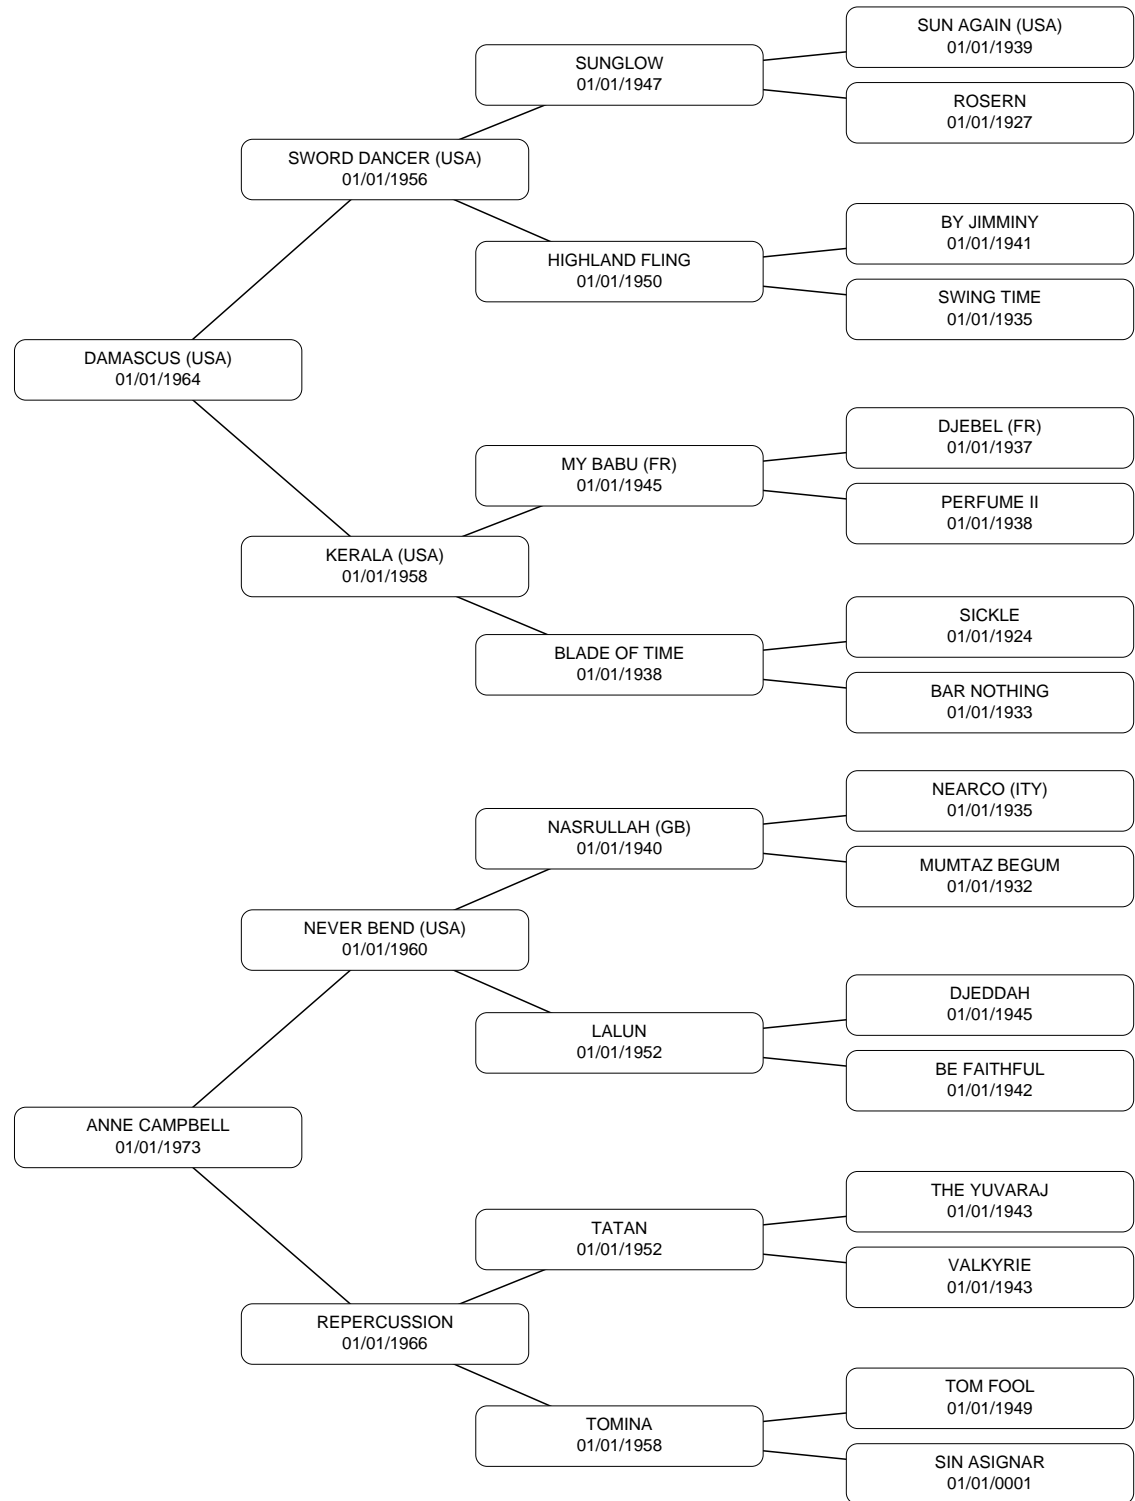 SUN AGAIN (USA)
01/01/1939
SUNGLOW
01/01/1947
ROSERN
01/01/1927
SWORD DANCER (USA)
01/01/1956
BY JIMMINY
01/01/1941
HIGHLAND FLING
01/01/1950
SWING TIME
01/01/1935
DAMASCUS (USA)
01/01/1964
DJEBEL (FR)
01/01/1937
MY BABU (FR)
01/01/1945
PERFUME II
01/01/1938
KERALA (USA)
01/01/1958
SICKLE
01/01/1924
BLADE OF TIME
01/01/1938
BAR NOTHING
01/01/1933
NEARCO (ITY)
01/01/1935
NASRULLAH (GB)
01/01/1940
MUMTAZ BEGUM
01/01/1932
NEVER BEND (USA)
01/01/1960
DJEDDAH
01/01/1945
LALUN
01/01/1952
BE FAITHFUL
01/01/1942
ANNE CAMPBELL
01/01/1973
THE YUVARAJ
01/01/1943
TATAN
01/01/1952
VALKYRIE
01/01/1943
REPERCUSSION
01/01/1966
TOM FOOL
01/01/1949
TOMINA
01/01/1958
SIN ASIGNAR
01/01/0001